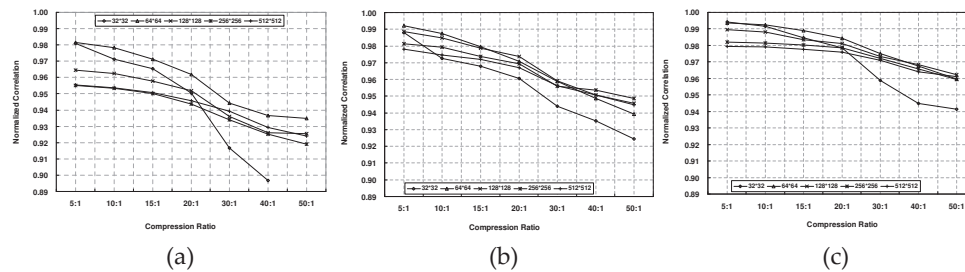 32*32 64*64 128*128 256*256 512*512
1.00
0.99
0.98
0.97
0.96
0.95
0.94
0.93
0.92
0.91
0.90
0.89
Normalized Correlation
5:1 10:1 15:1 20:1 30:1 40:1 50:1
Compression Ratio
(a)
1.00
0.99
0.98
0.97
0.96
0.95
0.94
0.93
0.92
0.91
0.90
0.89
Normalized Correlation
32*32 64*64 128*128 256*256 512*512
5:1 10:1 15:1 20:1 30:1 40:1 50:1
Compression Ratio
(b)
1.00
0.99
0.98
0.97
0.96
0.95
0.94
0.93
0.92
0.91
0.90
0.89
Normalized Correlation
32*32 64*64 128*128 256*256 512*512
5:1 10:1 15:1 20:1 30:1 40:1 50:1
Compression Ratio
(c)